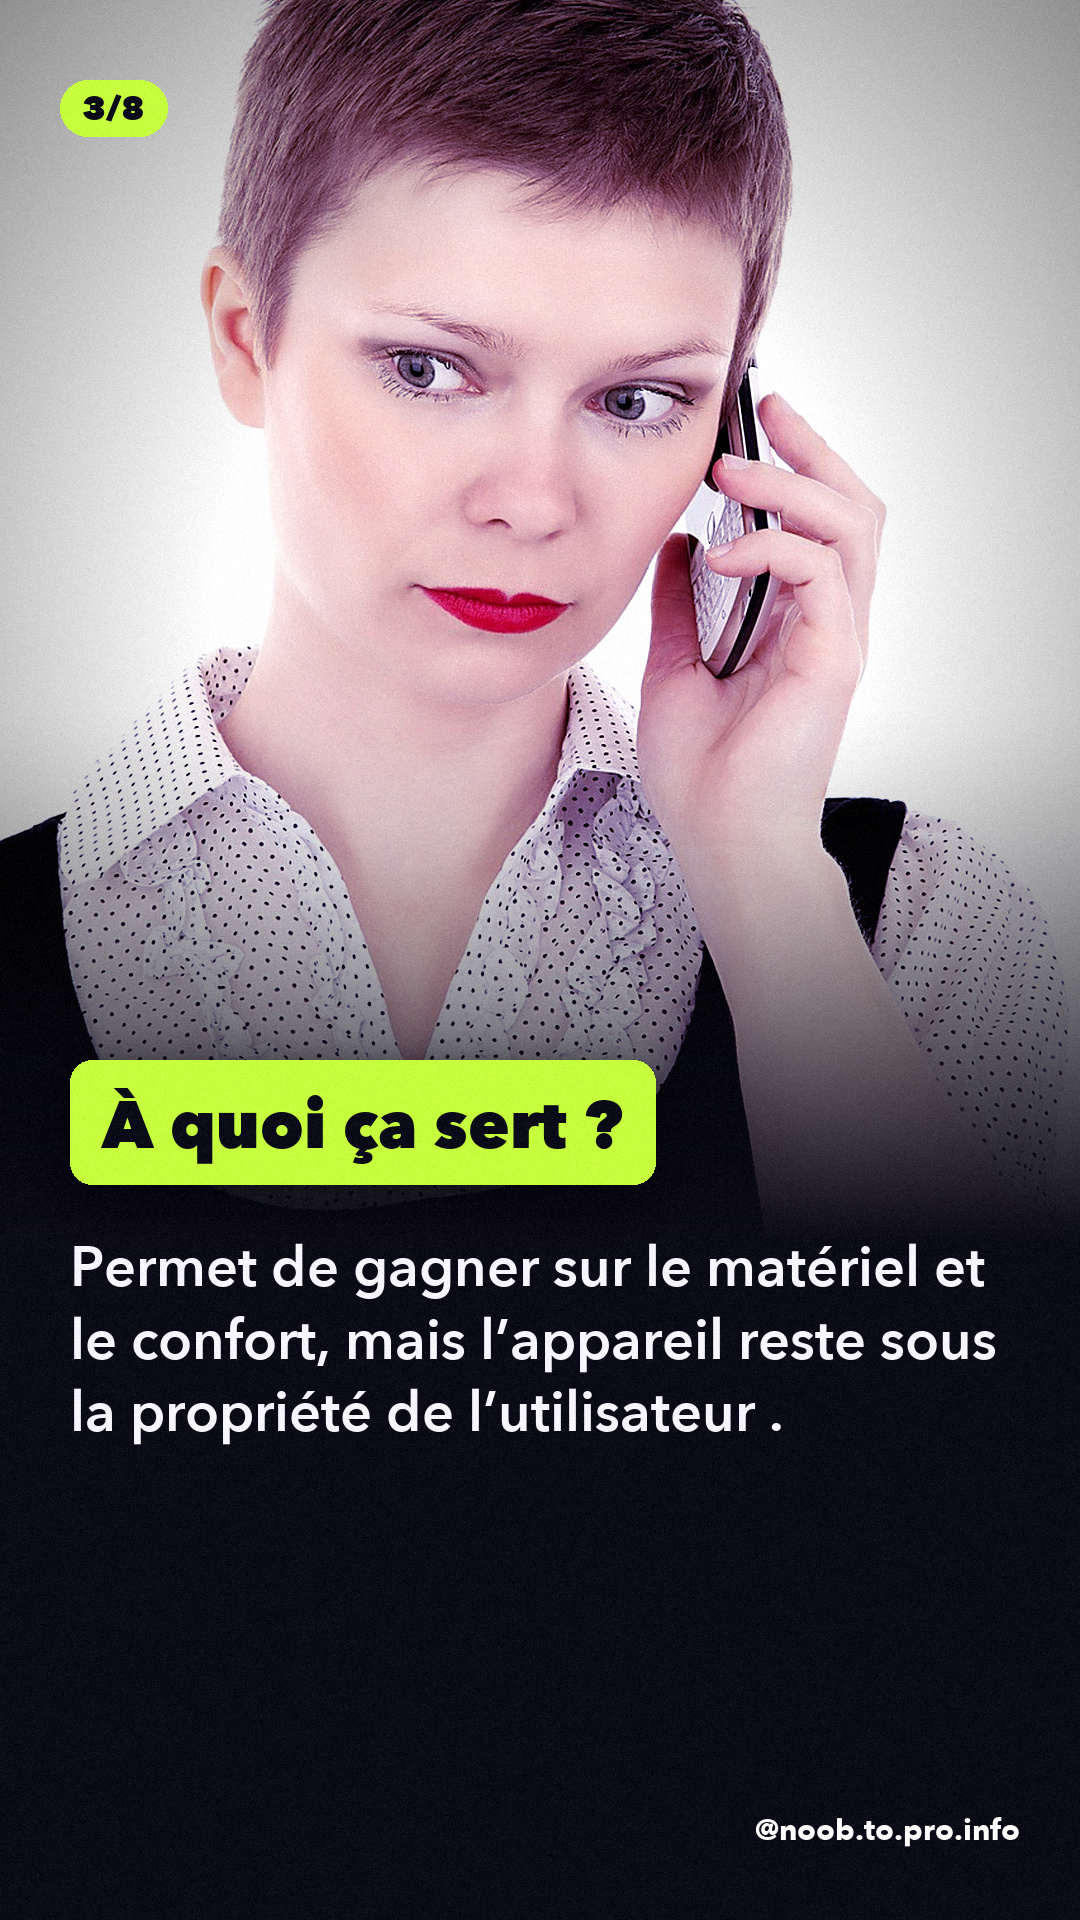 3/8
À quoi ça sert ?
Permet de gagner sur le matériel et
le confort, mais l’appareil reste sous
la propriété de l’utilisateur .
@noob.to.pro.info